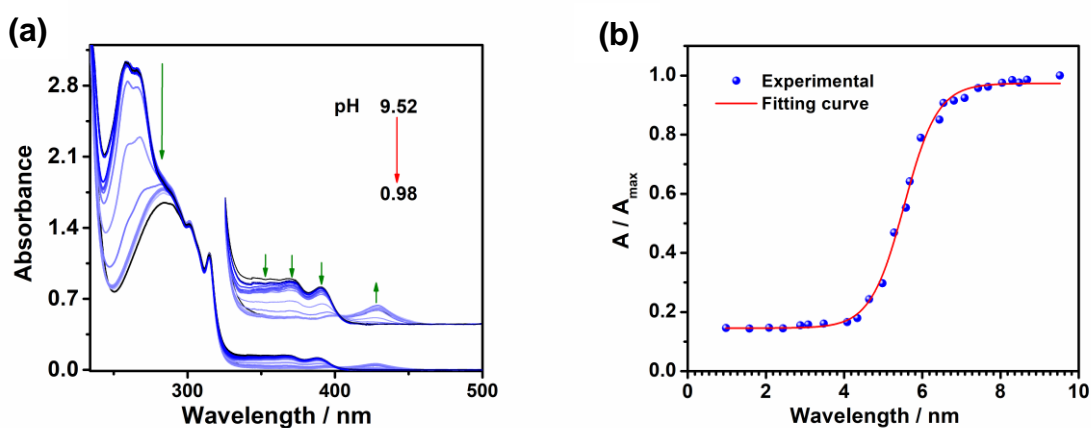 (a)
2.8
2.1
1.4
0.7
0.0
Absorbance
pH 9.52
0.98
300
400
500
Wavelength / nm
(b)
1.0
0.8
0.6
0.4
0.2
0.0
A / Amax
Experimental
Fitting curve
0
2
4
6
8
10
Wavelength / nm